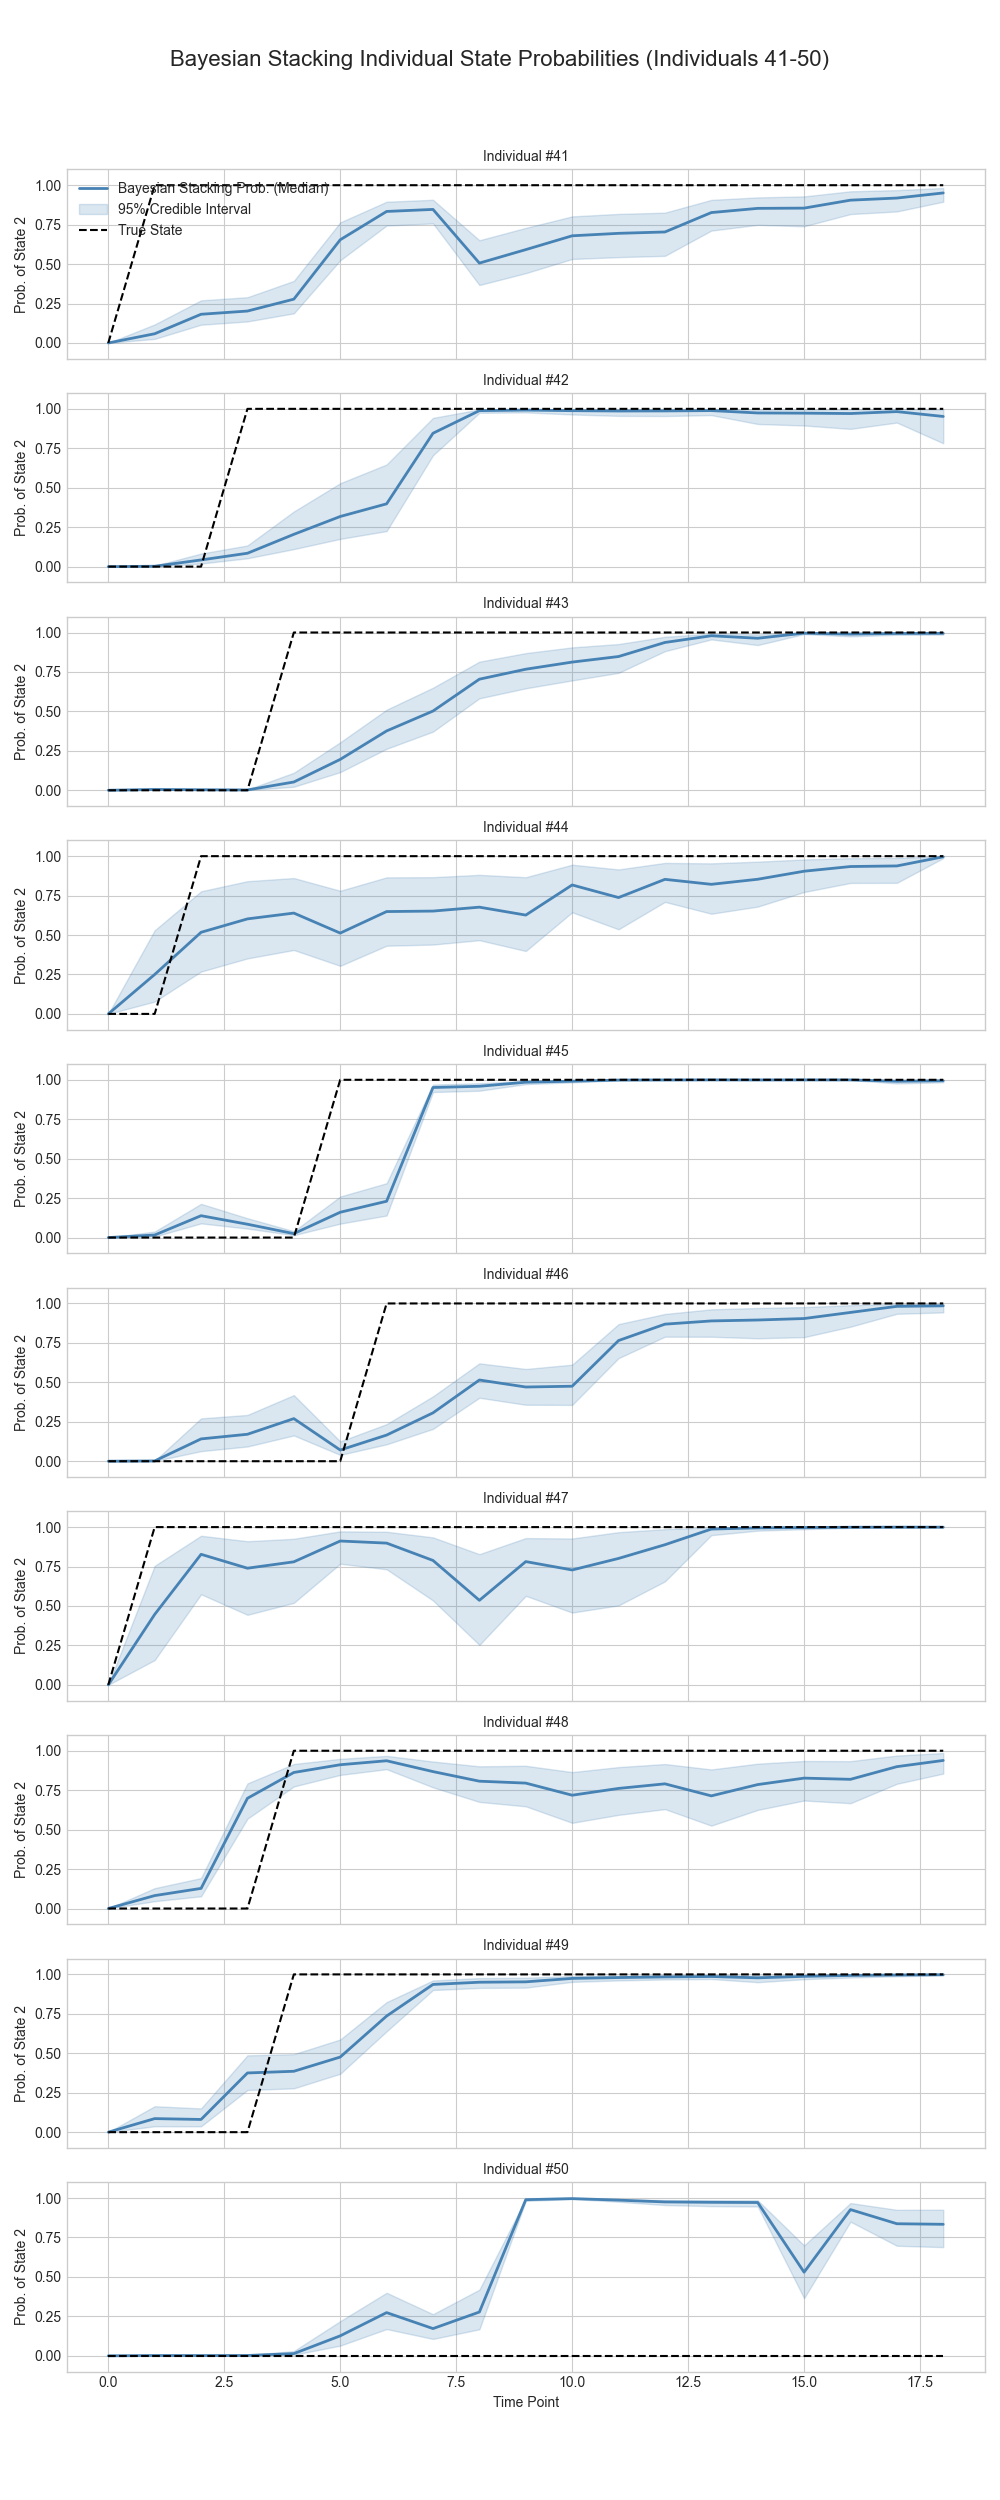 Bayesian Stacking Individual State Probabilities (Individuals 41-50)
Individual #41
Bayesian Stacking Prob. (Median)
95% Credible Interval
True State
1.00
0.75
0.50
0.25
0.00
Prob. of State 2
Individual #42
1.00
0.75
0.50
0.25
0.00
Prob. of State 2
Individual #43
1.00
0.75
0.50
0.25
0.00
Prob. of State 2
Individual #44
1.00
0.75
0.50
0.25
0.00
Prob. of State 2
Individual #45
1.00
0.75
0.50
0.25
0.00
Prob. of State 2
Individual #46
1.00
0.75
0.50
0.25
0.00
Prob. of State 2
Individual #47
1.00
0.75
0.50
0.25
0.00
Prob. of State 2
Individual #48
1.00
0.75
0.50
0.25
0.00
Prob. of State 2
Individual #49
1.00
0.75
0.50
0.25
0.00
Prob. of State 2
Individual #50
1.00
0.75
0.50
0.25
0.00
Prob. of State 2
0.0 2.5 5.0 7.5 10.0 12.5 15.0 17.5
Time Point